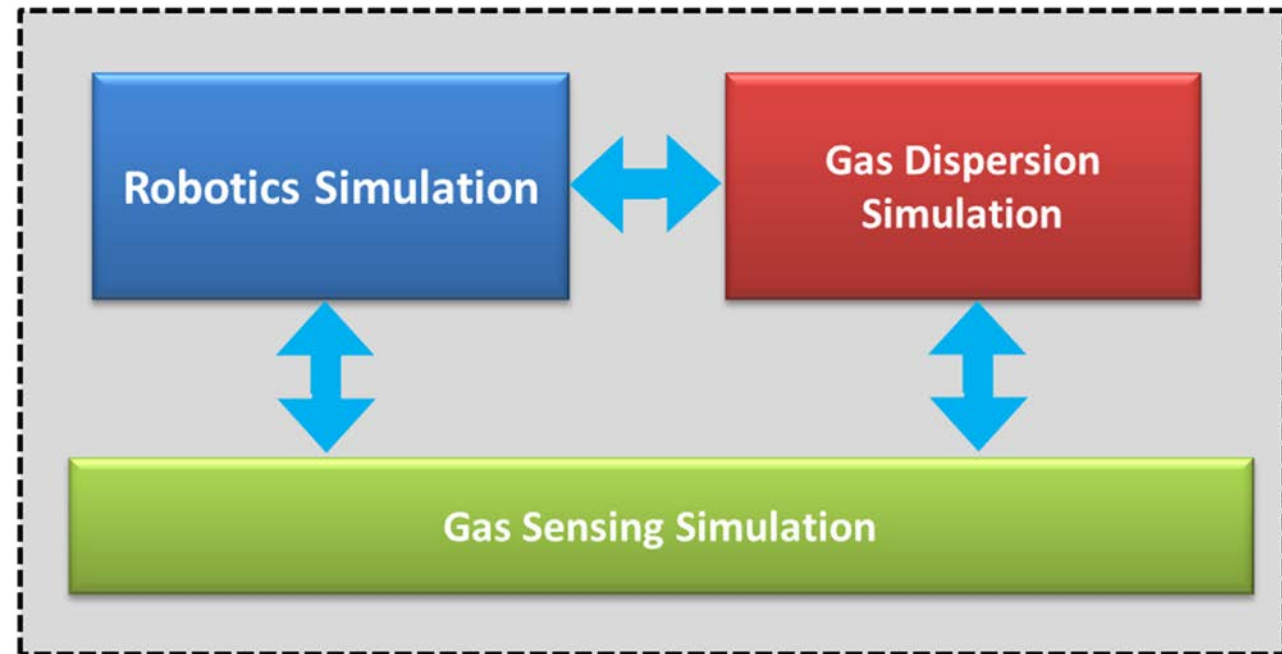 Robotics Simulation
Gas Dispersion
Simulation
Gas Sensing Simulation